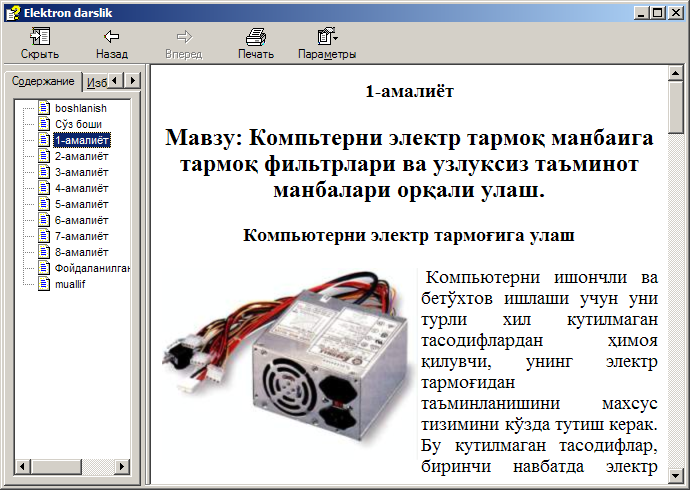 Elektron darslik
Скрыть Назад Вперед Печать Параметры
Содержание Изб
boshlanish
Сўз боши
1-амалиёт
2-амалиёт
3-амалиёт
4-амалиёт
5-амалиёт
6-амалиёт
7-амалиёт
8-амалиёт
Фойдаланилган
muallif
1-амалиёт
Мавзу: Компьтерни электр тармоқ манбаига
тармоқ фильтрлари ва узлуксиз таъминот
манбалари орқали улаш.
Компьютерни электр тармоғига улаш
Компьютерни ишончли ва
бетўхтов ишлаши учун уни
турли хил кутилмаган
тасодифлардан ҳимоя
қилувчи, унинг электр
тармоғидан
таъминланишини махсус
тизимини кўзда тутиш керак.
Бу кутилмаган тасодифлар,
биринчи навбатда электр